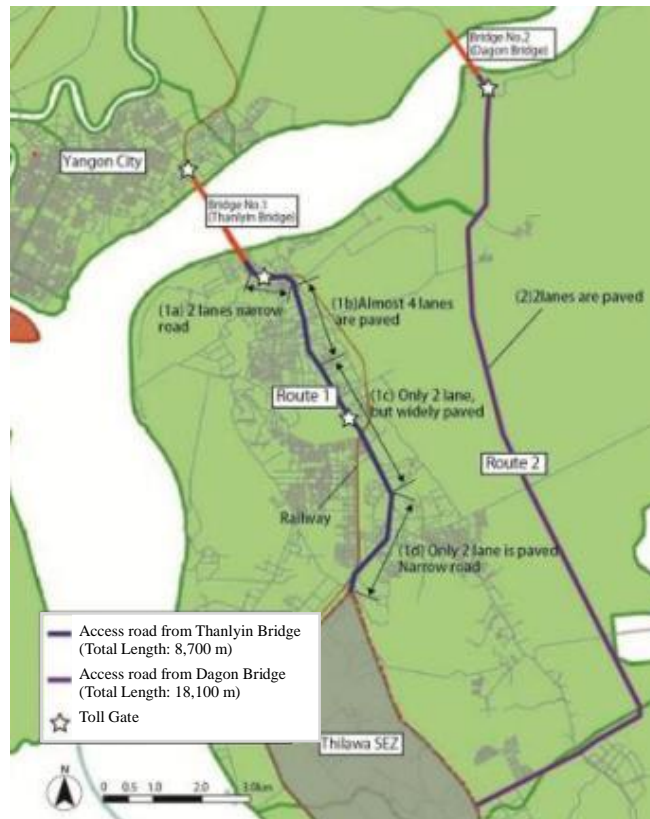 Bridge No.2
(Dagon Bridge)
Yangon City
Bridge No.1
(Thanlyin Bridge)
(1a) 2 lanes narrow
road
(1b)Almost 4 lanes
are paved
(2)2lanes are paved
(1c) Only 2 lane,
but widely paved
Route 1
Route 2
Railway
(1d) Only 2 lane is paved
Narrow road
Access road from Thanlyin Bridge
(Total Length: 8,700 m)
Access road from Dagon Bridge
(Total Length: 18,100 m)
Toll Gate
Thilawa SEZ
N
0 0.5 1.0 2.0 3.0km